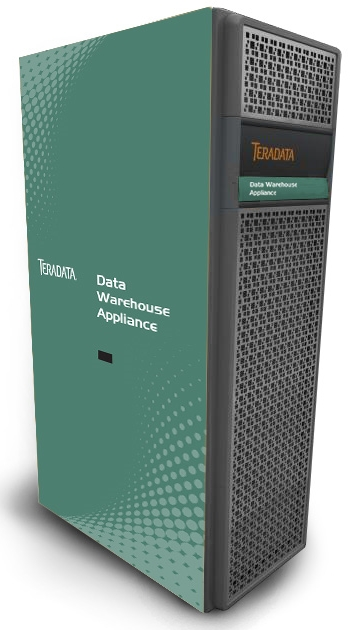 TERADATA
Data Warehouse
Appliance
TERADATA
Data
Warehouse
Appliance